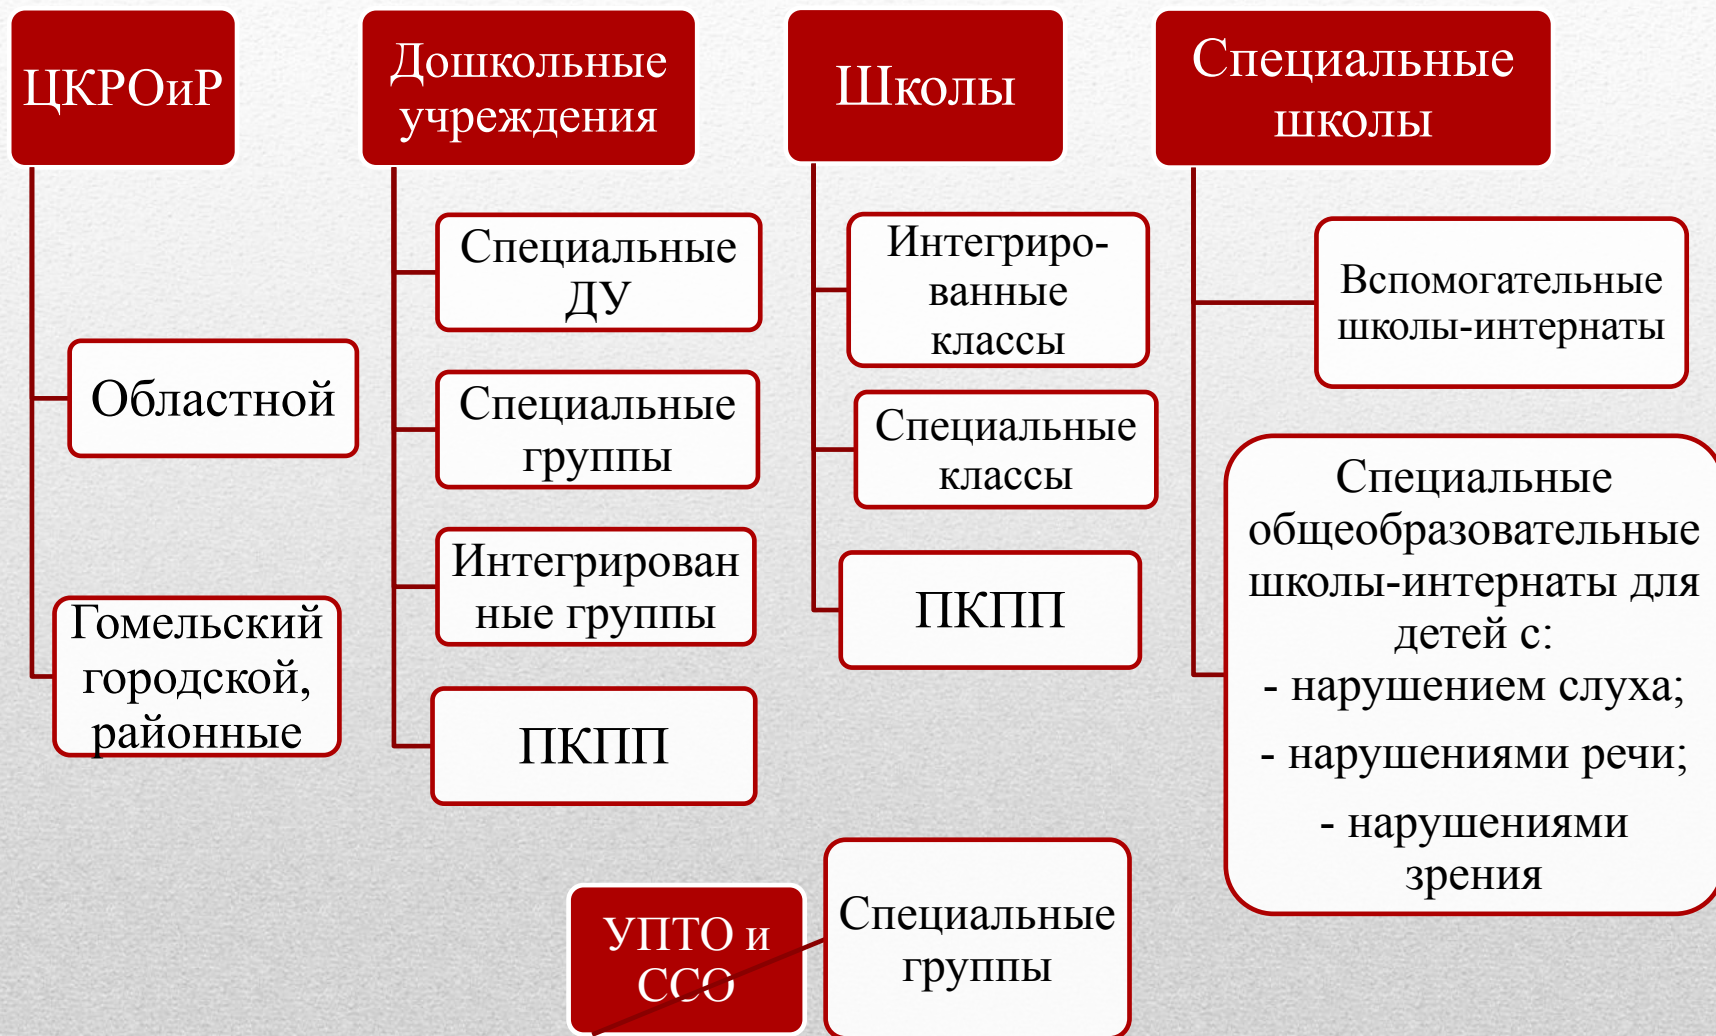 ЦКРОиР
Областной
Гомельский
городской,
районные
Дошкольные
учреждения
Специальные
ДУ
Специальные
группы
Интегрирован
ные группы
ПКПП
Школы
Интегриро-
ванные
классы
Специальные
классы
ПКПП
Специальные
школы
Вспомогательные
школы-интернаты
Специальные
общеобразовательные
школы-интернаты для
детей с:
- нарушением слуха;
- нарушениями речи;
- нарушениями
зрения
УПТО и
ССО
Специальные
группы